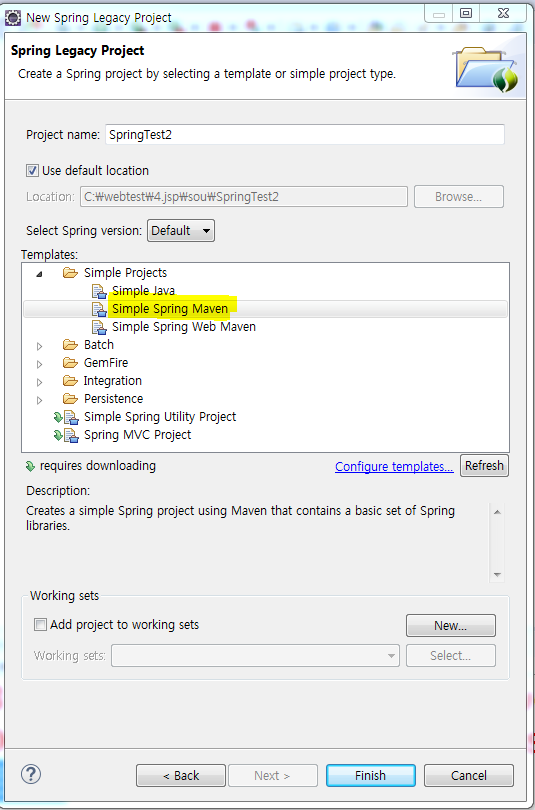 New Spring Legacy Project
Spring Legacy Project
Create a Spring project by selecting a template or simple project type.
Project name: SpringTest2
Use default location
Location: C:₩webtest₩4.jsp₩sou₩SpringTest2 Browse...
Select Spring version: Default
Templates:
Simple Projects
Simple Java
Simple Spring Maven
Simple Spring Web Maven
Batch
GemFire
Integration
Persistence
Simple Spring Utility Project
Spring MVC Project
requires downloading Configure templates... Refresh
Description:
Creates a simple Spring project using Maven that contains a basic set of Spring
libraries.
Working sets
Add project to working sets New...
Working sets: Select...
? < Back Next > Finish Cancel